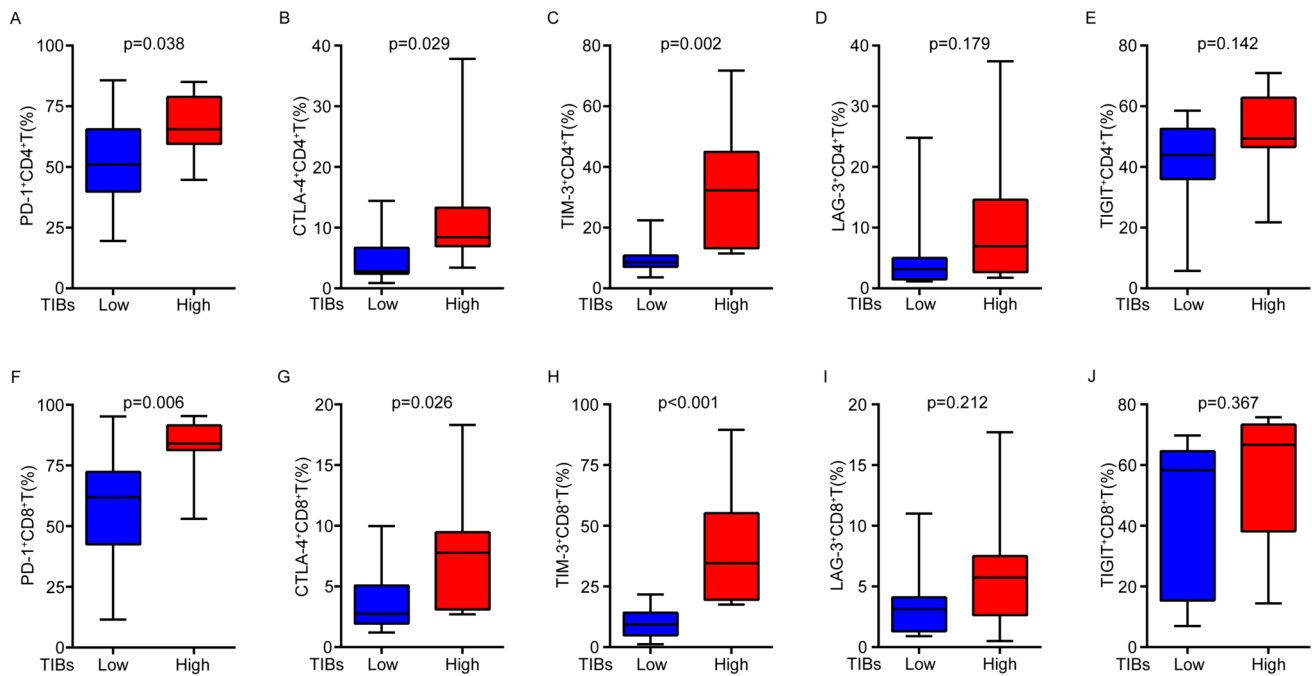 A
p=0.038
PD-1⁺CD4⁺T(%)
100
75
50
25
0
TIBs Low High
B
p=0.029
CTLA-4⁺CD4⁺T(%)
40
30
20
10
0
TIBs Low High
C
p=0.002
TIM-3⁺CD4⁺T(%)
80
60
40
20
0
TIBs Low High
D
p=0.179
LAG-3⁺CD4⁺T(%)
40
30
20
10
0
TIBs Low High
E
p=0.142
TIGIT⁺CD4⁺T(%)
80
60
40
20
0
TIBs Low High
F
p=0.006
PD-1⁺CD8⁺T(%)
100
75
50
25
0
TIBs Low High
G
p=0.026
CTLA-4⁺CD8⁺T(%)
20
15
10
5
0
TIBs Low High
H
p<0.001
TIM-3⁺CD8⁺T(%)
100
75
50
25
0
TIBs Low High
I
p=0.212
LAG-3⁺CD8⁺T(%)
20
15
10
5
0
TIBs Low High
J
p=0.367
TIGIT⁺CD8⁺T(%)
80
60
40
20
0
TIBs Low High